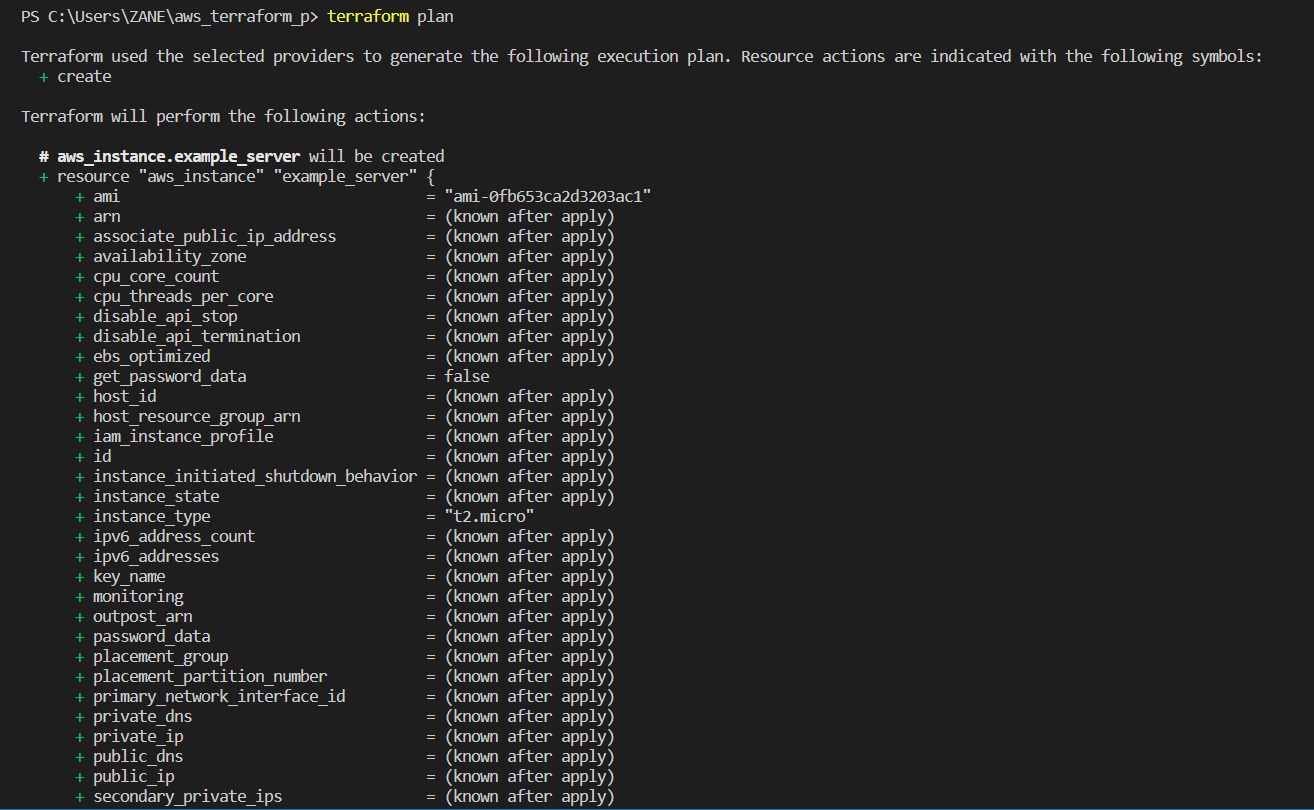 PS C:\Users\ZANE\aws_terraform_p> terraform plan
Terraform used the selected providers to generate the following execution plan. Resource actions are indicated with the following symbols:
+ create
Terraform will perform the following actions:
# aws_instance.example_server will be created
+ resource "aws_instance" "example_server" {
+ ami = "ami-0fb653ca2d3203ac1"
+ arn = (known after apply)
+ associate_public_ip_address = (known after apply)
+ availability_zone = (known after apply)
+ cpu_core_count = (known after apply)
+ cpu_threads_per_core = (known after apply)
+ disable_api_stop = (known after apply)
+ disable_api_termination = (known after apply)
+ ebs_optimized = (known after apply)
+ get_password_data = false
+ host_id = (known after apply)
+ host_resource_group_arn = (known after apply)
+ iam_instance_profile = (known after apply)
+ id = (known after apply)
+ instance_initiated_shutdown_behavior = (known after apply)
+ instance_state = (known after apply)
+ instance_type = "t2.micro"
+ ipv6_address_count = (known after apply)
+ ipv6_addresses = (known after apply)
+ key_name = (known after apply)
+ monitoring = (known after apply)
+ outpost_arn = (known after apply)
+ password_data = (known after apply)
+ placement_group = (known after apply)
+ placement_partition_number = (known after apply)
+ primary_network_interface_id = (known after apply)
+ private_dns = (known after apply)
+ private_ip = (known after apply)
+ public_dns = (known after apply)
+ public_ip = (known after apply)
+ secondary_private_ips = (known after apply)